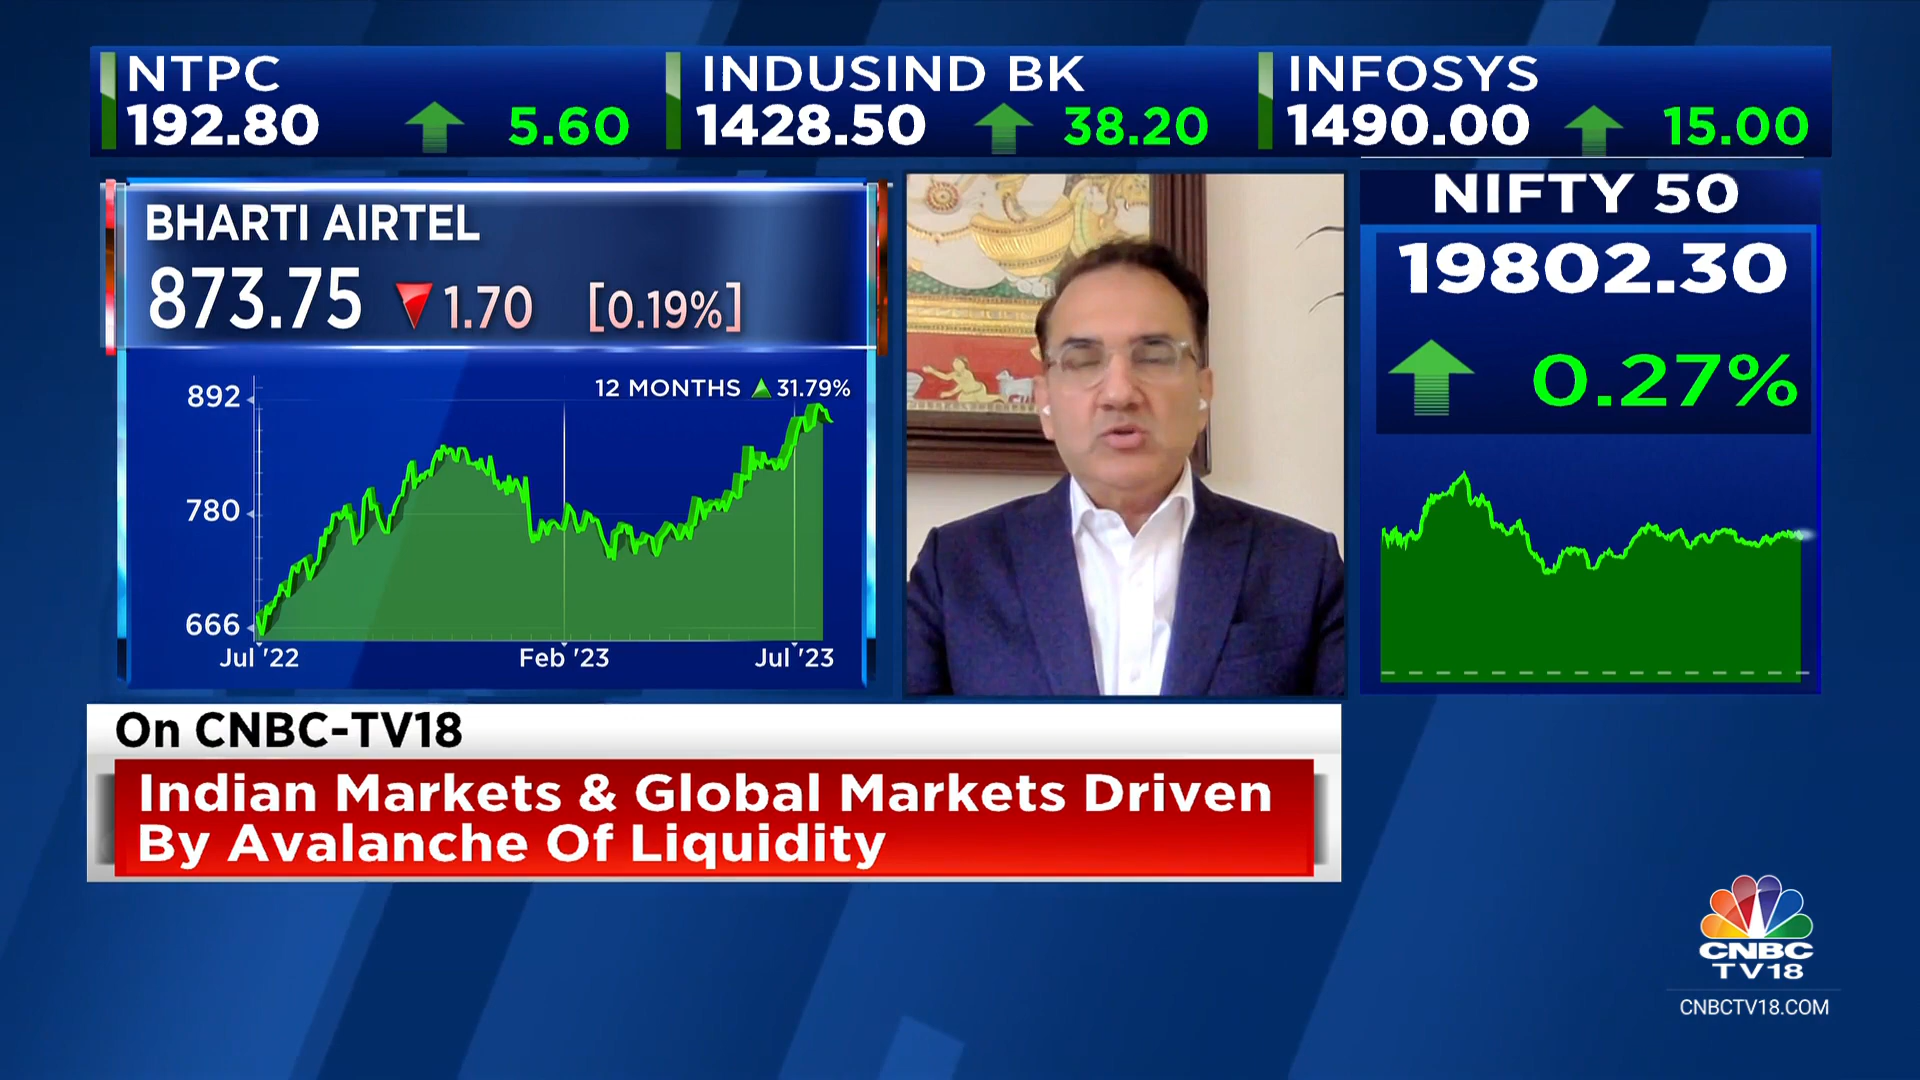 NTPC
192.80 5.60
INDUSIND BK
1428.50 38.20
INFOSYS
1490.00 15.00
BHARTI AIRTEL
873.75 1.70 [0.19%]
12 MONTHS 31.79%
892
780
666
Jul '22 Feb '23 Jul '23
NIFTY 50
19802.30
0.27%
On CNBC-TV18
Indian Markets & Global Markets Driven
By Avalanche Of Liquidity
CNBC
TV18
CNBCTV18.COM